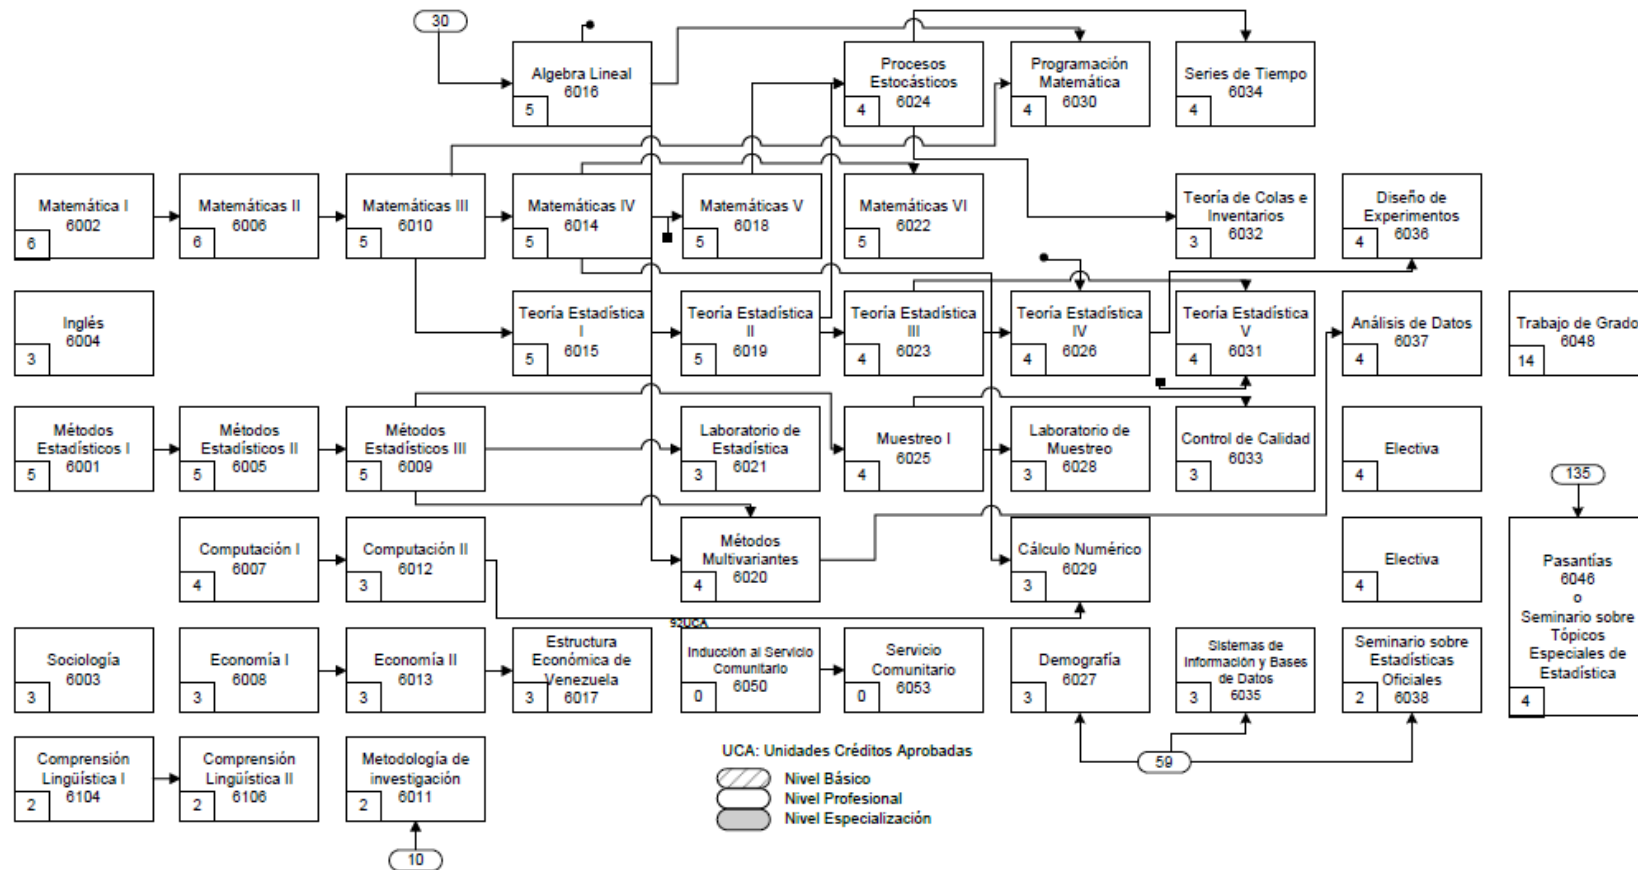 30
Algebra Lineal
6016
5
Procesos
Estocásticos
6024
4
Programación
Matemática
6030
4
Series de Tiempo
6034
4
Matemática I
6002
6
Matemáticas II
6006
6
Matemáticas III
6010
5
Matemáticas IV
6014
5
Matemáticas V
6018
5
Matemáticas VI
6022
5
Teoría de Colas e
Inventarios
6032
3
Diseño de
Experimentos
6036
4
Inglés
6004
3
Teoría Estadística
I
6015
5
Teoría Estadística
II
6019
5
Teoría Estadística
III
6023
4
Teoría Estadística
IV
6026
4
Teoría Estadística
V
6031
4
Análisis de Datos
6037
4
Trabajo de Grado
6048
14
Métodos
Estadísticos I
6001
5
Métodos
Estadísticos II
6005
5
Métodos
Estadísticos III
6009
5
Laboratorio de
Estadística
6021
3
Muestreo I
6025
4
Laboratorio de
Muestreo
6028
3
Control de Calidad
6033
3
Electiva
4
135
Computación I
6007
4
Computación II
6012
3
Métodos
Multivariantes
6020
4
Cálculo Numérico
6029
3
Electiva
4
Pasantías
6046
o
Seminario sobre
Tópicos
Especiales de
Estadística
4
92UCA
Sociología
6003
3
Economía I
6008
3
Economía II
6013
3
Estructura
Económica de
Venezuela
6017
3
Inducción al Servicio
Comunitario
6050
0
Servicio
Comunitario
6053
0
Demografía
6027
3
Sistemas de
Información y Bases
de Datos
6035
3
Seminario sobre
Estadísticas
Oficiales
6038
2
Comprensión
Lingüística I
6104
2
Comprensión
Lingüística II
6106
2
Metodología de
investigación
6011
2
59
10
UCA: Unidades Créditos Aprobadas
Nivel Básico
Nivel Profesional
Nivel Especialización